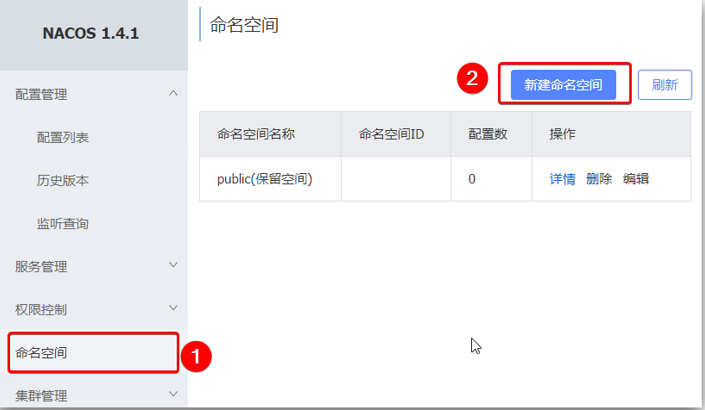 NACOS 1.4.1
配置管理
配置列表
历史版本
监听查询
服务管理
权限控制
命名空间
1
集群管理
命名空间
2
新建命名空间 刷新
命名空间名称 命名空间ID 配置数 操作
public(保留空间) 0 详情 删除 编辑